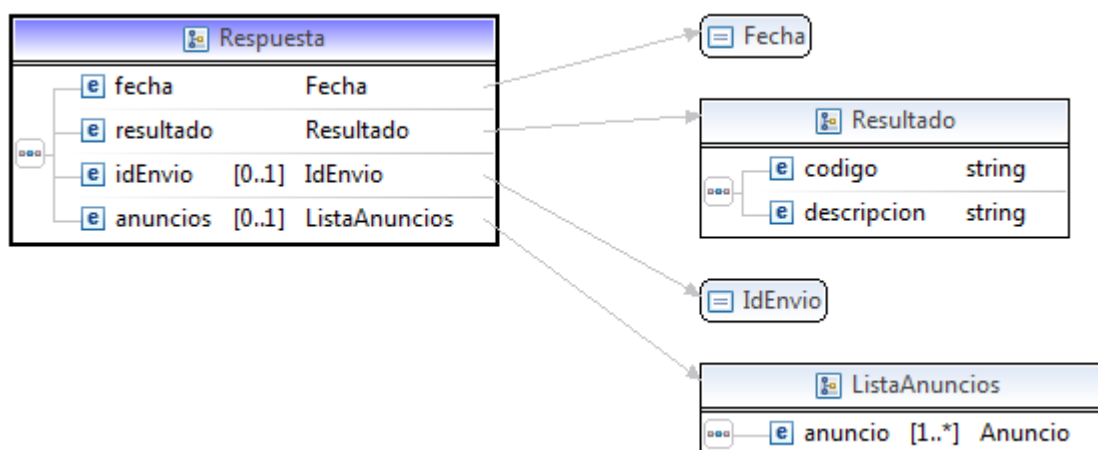 Respuesta
fecha Fecha
resultado Resultado
idEnvio [0..1] IdEnvio
anuncios [0..1] ListaAnuncios
Fecha
Resultado
codigo string
descripcion string
IdEnvio
ListaAnuncios
anuncio [1..*] Anuncio